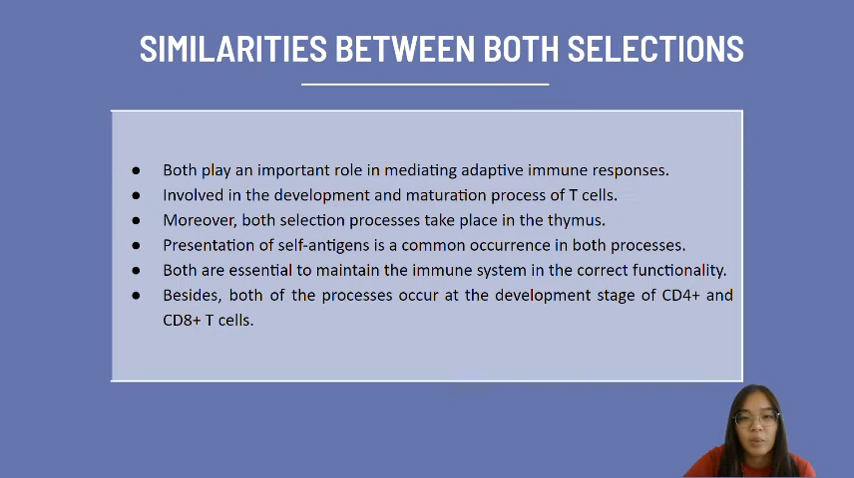 SIMILARITIES BETWEEN BOTH SELECTIONS
● Both play an important role in mediating adaptive immune responses.
● Involved in the development and maturation process of T cells.
● Moreover, both selection processes take place in the thymus.
● Presentation of self-antigens is a common occurrence in both processes.
● Both are essential to maintain the immune system in the correct functionality.
● Besides, both of the processes occur at the development stage of CD4+ and
CD8+ T cells.